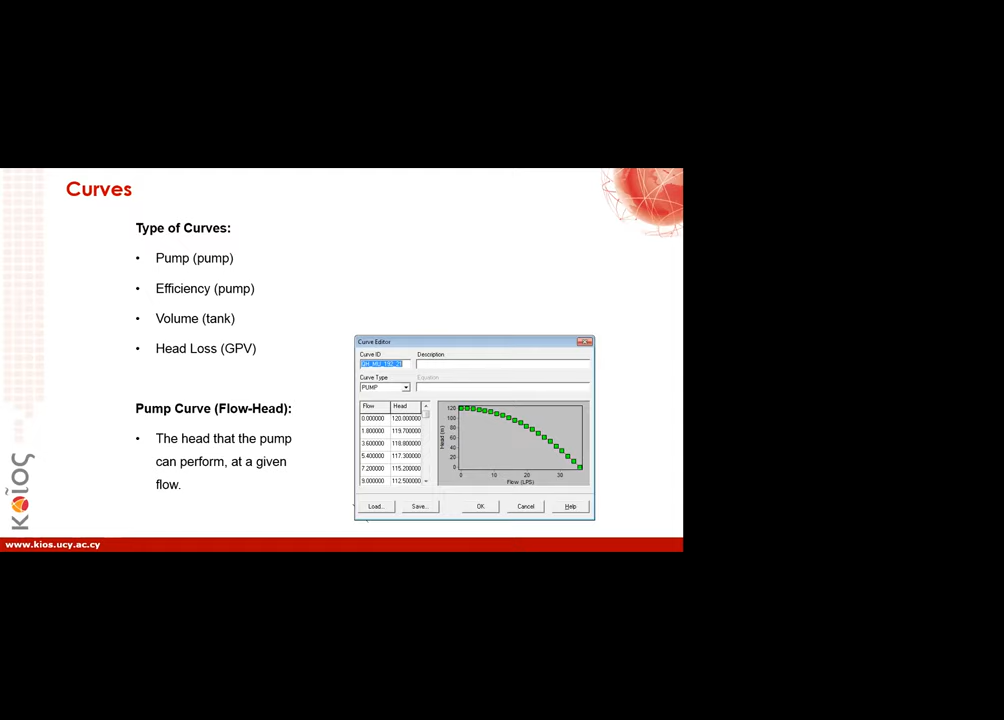 Curves
Type of Curves:
• Pump (pump)
• Efficiency (pump)
• Volume (tank)
• Head Loss (GPV)
Pump Curve (Flow-Head):
• The head that the pump
can perform, at a given
flow.
Curve Editor
Curve ID Description
Curve Type Equation
PUMP
Flow Head
0.000000 120.000000
1.800000 119.700000
3.600000 118.800000
5.400000 117.300000
7.200000 115.200000
9.000000 112.500000
Head (m)
120
100
80
60
40
20
0
0 10 20 30
Flow (LPS)
Load... Save... OK Cancel Help
κοῖος
www.kios.ucy.ac.cy